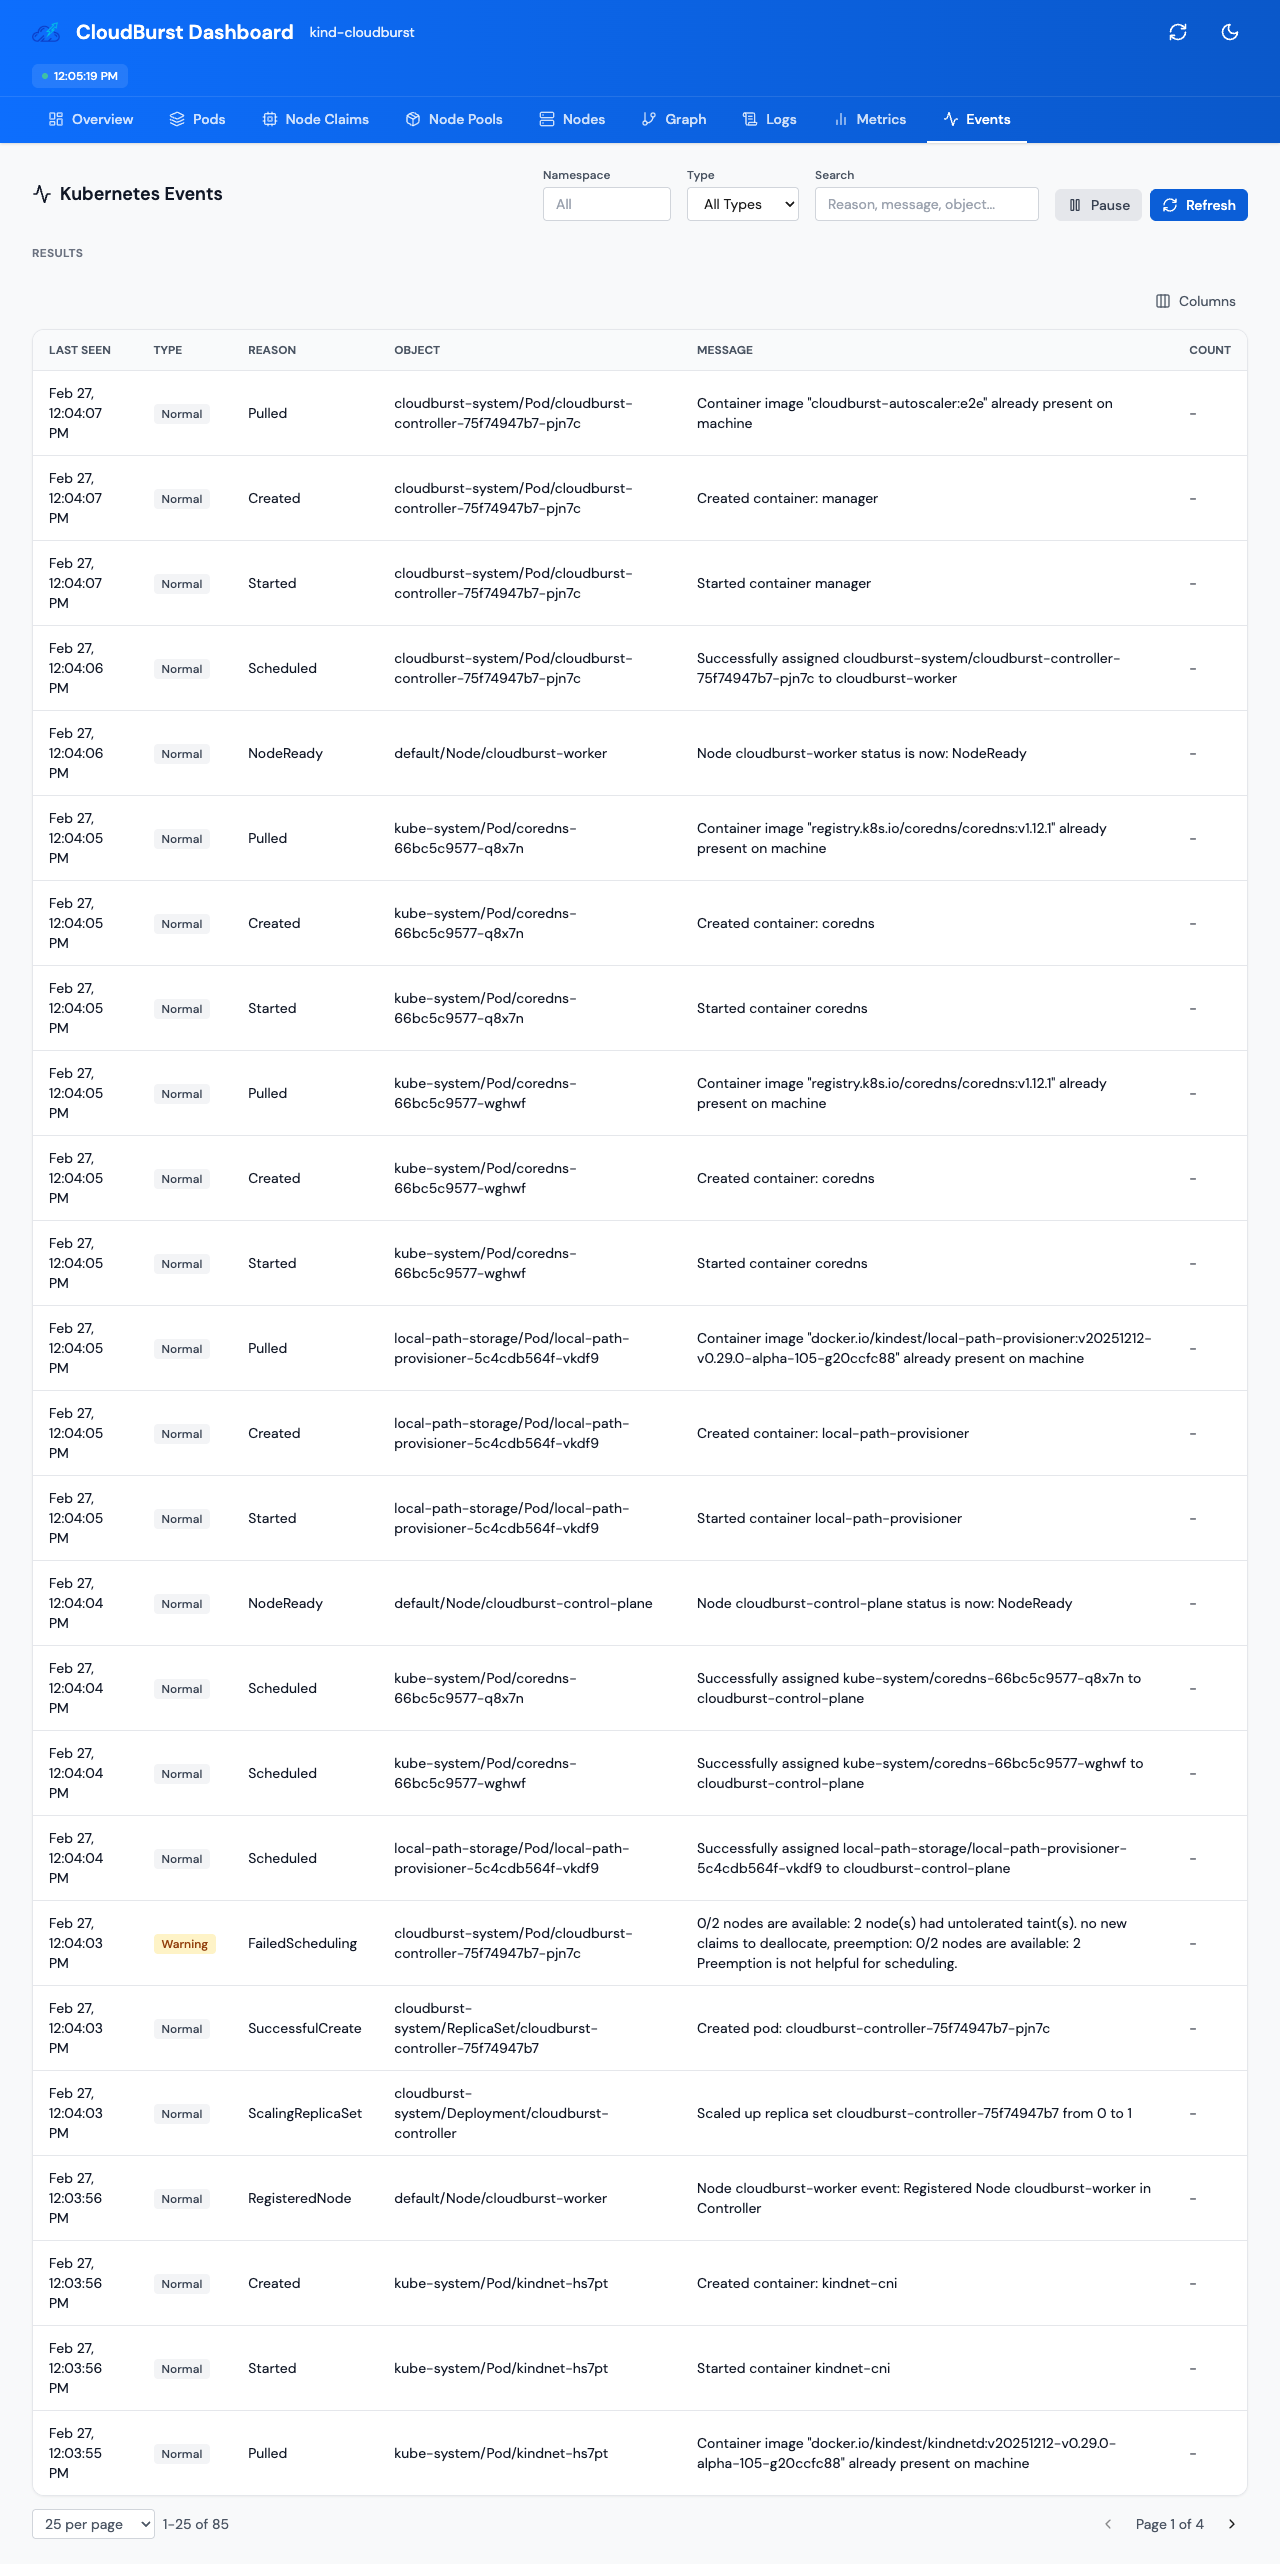 CloudBurst Dashboard kind-cloudburst
12:05:19 PM
Overview Pods Node Claims Node Pools Nodes Graph Logs Metrics Events
Kubernetes Events
Namespace Type Search
All All Types Reason, message, object... Pause Refresh
RESULTS
Columns
LAST SEEN TYPE REASON OBJECT MESSAGE COUNT
Feb 27,
12:04:07
PM
Normal
Pulled
cloudburst-system/Pod/cloudburst-
controller-75f74947b7-pjn7c
Container image "cloudburst-autoscaler:e2e" already present on
machine
-
Feb 27,
12:04:07
PM
Normal
Created
cloudburst-system/Pod/cloudburst-
controller-75f74947b7-pjn7c
Created container: manager
-
Feb 27,
12:04:07
PM
Normal
Started
cloudburst-system/Pod/cloudburst-
controller-75f74947b7-pjn7c
Started container manager
-
Feb 27,
12:04:06
PM
Normal
Scheduled
cloudburst-system/Pod/cloudburst-
controller-75f74947b7-pjn7c
Successfully assigned cloudburst-system/cloudburst-controller-
75f74947b7-pjn7c to cloudburst-worker
-
Feb 27,
12:04:06
PM
Normal
NodeReady
default/Node/cloudburst-worker
Node cloudburst-worker status is now: NodeReady
-
Feb 27,
12:04:05
PM
Normal
Pulled
kube-system/Pod/coredns-
66bc5c9577-q8x7n
Container image "registry.k8s.io/coredns/coredns:v1.12.1" already
present on machine
-
Feb 27,
12:04:05
PM
Normal
Created
kube-system/Pod/coredns-
66bc5c9577-q8x7n
Created container: coredns
-
Feb 27,
12:04:05
PM
Normal
Started
kube-system/Pod/coredns-
66bc5c9577-q8x7n
Started container coredns
-
Feb 27,
12:04:05
PM
Normal
Pulled
kube-system/Pod/coredns-
66bc5c9577-wghwf
Container image "registry.k8s.io/coredns/coredns:v1.12.1" already
present on machine
-
Feb 27,
12:04:05
PM
Normal
Created
kube-system/Pod/coredns-
66bc5c9577-wghwf
Created container: coredns
-
Feb 27,
12:04:05
PM
Normal
Started
kube-system/Pod/coredns-
66bc5c9577-wghwf
Started container coredns
-
Feb 27,
12:04:05
PM
Normal
Pulled
local-path-storage/Pod/local-path-
provisioner-5c4cdb564f-vkdf9
Container image "docker.io/kindest/local-path-provisioner:v20251212-
v0.29.0-alpha-105-g20ccfc88" already present on machine
-
Feb 27,
12:04:05
PM
Normal
Created
local-path-storage/Pod/local-path-
provisioner-5c4cdb564f-vkdf9
Created container: local-path-provisioner
-
Feb 27,
12:04:05
PM
Normal
Started
local-path-storage/Pod/local-path-
provisioner-5c4cdb564f-vkdf9
Started container local-path-provisioner
-
Feb 27,
12:04:04
PM
Normal
NodeReady
default/Node/cloudburst-control-plane
Node cloudburst-control-plane status is now: NodeReady
-
Feb 27,
12:04:04
PM
Normal
Scheduled
kube-system/Pod/coredns-
66bc5c9577-q8x7n
Successfully assigned kube-system/coredns-66bc5c9577-q8x7n to
cloudburst-control-plane
-
Feb 27,
12:04:04
PM
Normal
Scheduled
kube-system/Pod/coredns-
66bc5c9577-wghwf
Successfully assigned kube-system/coredns-66bc5c9577-wghwf to
cloudburst-control-plane
-
Feb 27,
12:04:04
PM
Normal
Scheduled
local-path-storage/Pod/local-path-
provisioner-5c4cdb564f-vkdf9
Successfully assigned local-path-storage/local-path-provisioner-
5c4cdb564f-vkdf9 to cloudburst-control-plane
-
Feb 27,
12:04:03
PM
Warning
FailedScheduling
cloudburst-system/Pod/cloudburst-
controller-75f74947b7-pjn7c
0/2 nodes are available: 2 node(s) had untolerated taint(s). no new
claims to deallocate, preemption: 0/2 nodes are available: 2
Preemption is not helpful for scheduling.
-
Feb 27,
12:04:03
PM
Normal
SuccessfulCreate
cloudburst-
system/ReplicaSet/cloudburst-
controller-75f74947b7
Created pod: cloudburst-controller-75f74947b7-pjn7c
-
Feb 27,
12:04:03
PM
Normal
ScalingReplicaSet
cloudburst-
system/Deployment/cloudburst-
controller
Scaled up replica set cloudburst-controller-75f74947b7 from 0 to 1
-
Feb 27,
12:03:56
PM
Normal
RegisteredNode
default/Node/cloudburst-worker
Node cloudburst-worker event: Registered Node cloudburst-worker in
Controller
-
Feb 27,
12:03:56
PM
Normal
Created
kube-system/Pod/kindnet-hs7pt
Created container: kindnet-cni
-
Feb 27,
12:03:56
PM
Normal
Started
kube-system/Pod/kindnet-hs7pt
Started container kindnet-cni
-
Feb 27,
12:03:55
PM
Normal
Pulled
kube-system/Pod/kindnet-hs7pt
Container image "docker.io/kindest/kindnetd:v20251212-v0.29.0-
alpha-105-g20ccfc88" already present on machine
-
25 per page 1-25 of 85 Page 1 of 4